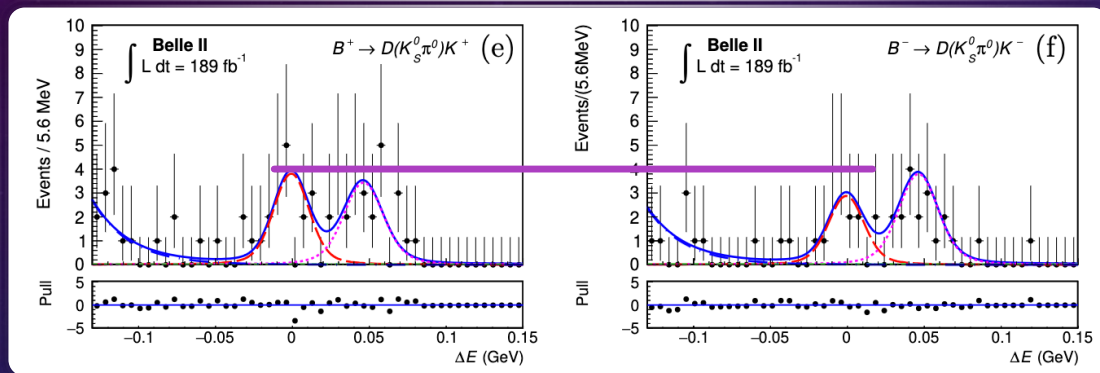 Belle II
∫ L dt = 189 fb⁻¹
B⁺ → D(K⁰_Sπ⁰)K⁺ (e)
Events / 5.6 MeV
10
9
8
7
6
5
4
3
2
1
0
Pull
5
0
−5
−0.1 −0.05 0 0.05 0.1 0.15
ΔE (GeV)
Belle II
∫ L dt = 189 fb⁻¹
B⁻ → D(K⁰_Sπ⁰)K⁻ (f)
Events/(5.6MeV)
10
9
8
7
6
5
4
3
2
1
0
Pull
5
0
−5
−0.1 −0.05 0 0.05 0.1 0.15
ΔE (GeV)